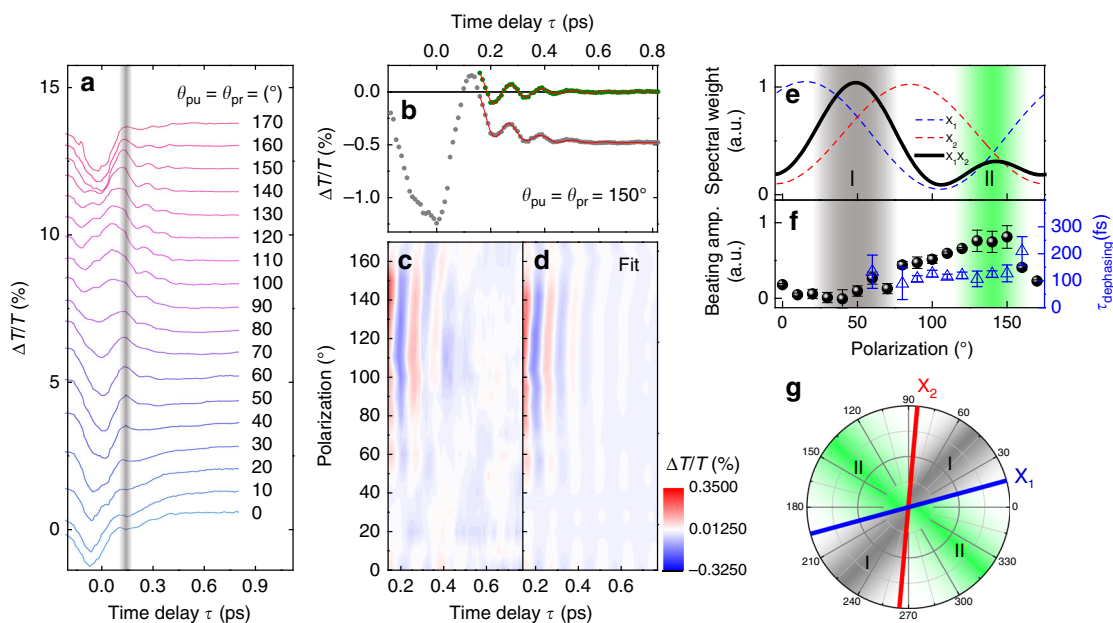 a
θpu = θpr = (°)
15
10
5
0
ΔT/T (%)
170
160
150
140
130
120
110
100
90
80
70
60
50
40
30
20
10
0
0.0 0.3 0.6 0.9
Time delay τ (ps)
Time delay τ (ps)
0.0 0.2 0.4 0.6 0.8
b
0.0
−0.5
−1.0
ΔT/T (%)
θpu = θpr = 150°
c
d Fit
160
140
120
100
80
60
40
20
0
Polarization (°)
0.2 0.4 0.6 0.2 0.4 0.6
Time delay τ (ps)
ΔT/T (%)
0.3500
0.01250
−0.3250
e
Spectral weight
(a.u.)
1
0
X1
X2
X1X2
I
II
f
Beating amp.
(a.u.)
1
0
300
200
100
0
τdephasing (fs)
0 50 100 150
Polarization (°)
g
X2
X1
0
30
60
90
120
150
180
210
240
270
300
330
I
II
I
II